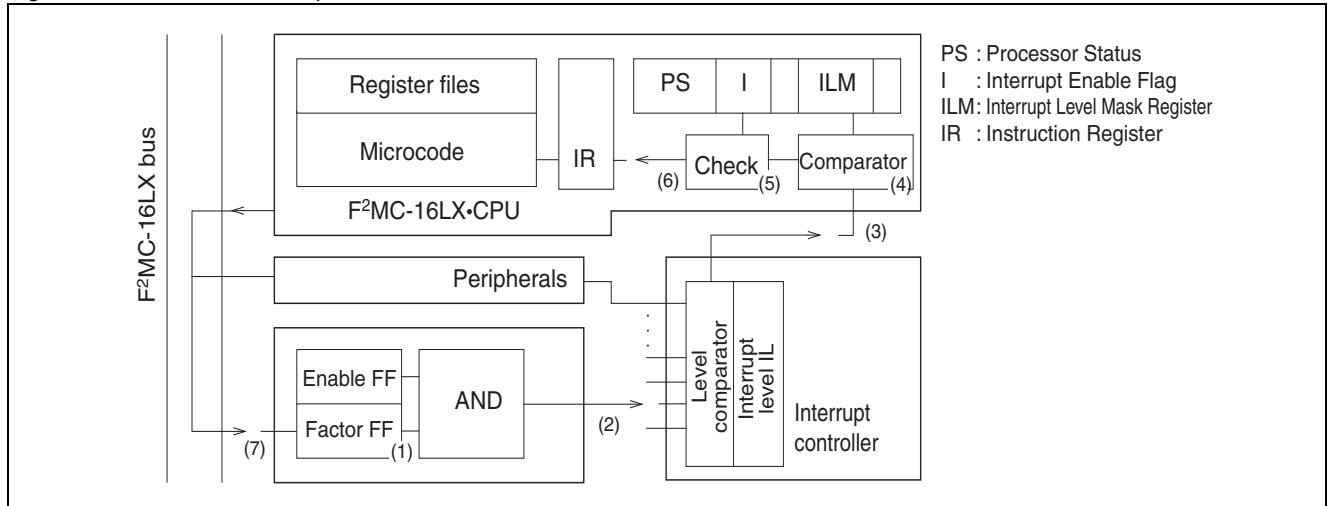 F²MC-16LX bus
Register files
Microcode
IR
PS I ILM
Check
Comparator
(6)
(5)
(4)
F²MC-16LX•CPU
(3)
PS : Processor Status
I : Interrupt Enable Flag
ILM: Interrupt Level Mask Register
IR : Instruction Register
Peripherals
Enable FF
Factor FF
(1)
AND
(2)
(7)
Level
comparator
Interrupt
level IL
Interrupt
controller